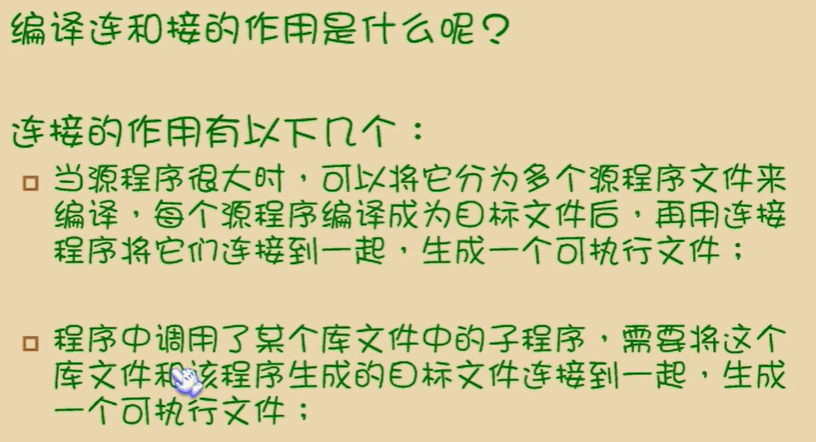 编译连和接的作用是什么呢？
连接的作用有以下几个：
当源程序很大时，可以将它分为多个源程序文件来
编译，每个源程序编译成为目标文件后，再用连接
程序将它们连接到一起，生成一个可执行文件；
程序中调用了某个库文件中的子程序，需要将这个
库文件和该程序生成的目标文件连接到一起，生成
一个可执行文件；